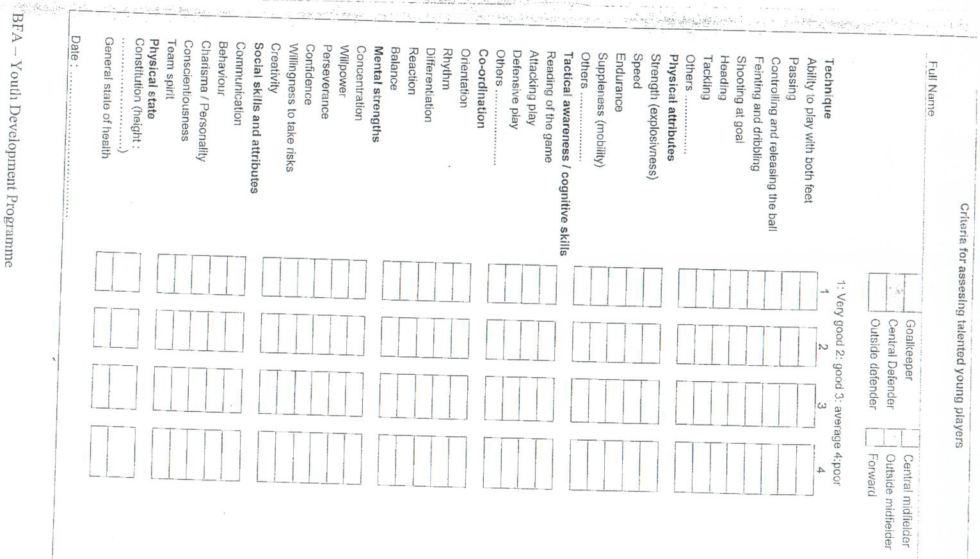 Criteria for assesing talented young players
Full Name
Goalkeeper
Central Defender
Outside defender
Central midfielder
Outside midfielder
Forward
1: Very good 2: good 3: average 4:poor
1 2 3 4
Technique
Ability to play with both feet
Passing
Controlling and releasing the ball
Feinting and dribbling
Shooting at goal
Heading
Tackling
Others ............
Physical attributes
Strength (explosivness)
Speed
Endurance
Suppleness (mobility)
Others ..............
Tactical awareness / cognitive skills
Reading of the game
Attacking play
Defensive play
Others ..............
Co-ordination
Orientation
Rhythm
Differentiation
Reaction
Balance
Mental strengths
Concentration
Willpower
Perseverance
Confidence
Willingness to take risks
Creativity
Social skills and attributes
Communication
Behaviour
Charisma / Personality
Conscientiousness
Team spirit
Physical state
Constitution (height :
.....................)
General state of health
Date : ......................................
BFA – Youth Development Programme